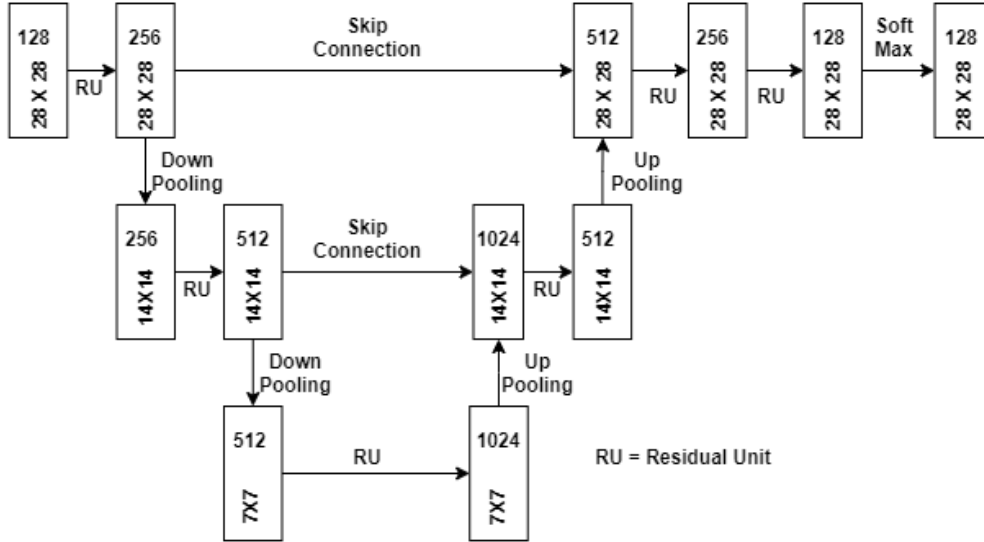 128
28 X 28
RU
256
28 X 28
Skip
Connection
512
28 X 28
RU
256
28 X 28
RU
128
28 X 28
Soft
Max
128
28 X 28
Down
Pooling
Up
Pooling
256
14X14
RU
512
14X14
Skip
Connection
1024
14X14
RU
512
14X14
Down
Pooling
Up
Pooling
512
7X7
RU
1024
7X7
RU = Residual Unit